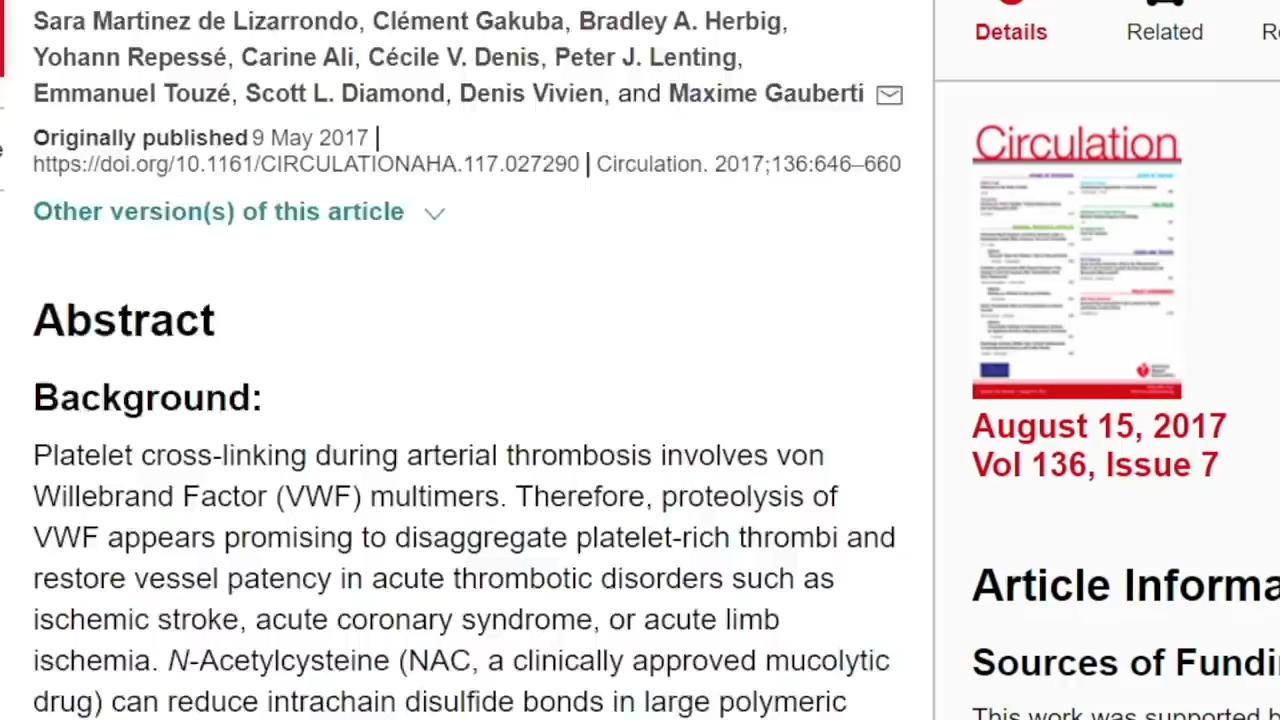 Sara Martinez de Lizarrondo, Clément Gakuba, Bradley A. Herbig,
Yohann Repessé, Carine Ali, Cécile V. Denis, Peter J. Lenting,
Emmanuel Touzé, Scott L. Diamond, Denis Vivien, and Maxime Gauberti
Originally published 9 May 2017 |
https://doi.org/10.1161/CIRCULATIONAHA.117.027290 | Circulation. 2017;136:646–660
Other version(s) of this article
Abstract
Background:
Platelet cross-linking during arterial thrombosis involves von
Willebrand Factor (VWF) multimers. Therefore, proteolysis of
VWF appears promising to disaggregate platelet-rich thrombi and
restore vessel patency in acute thrombotic disorders such as
ischemic stroke, acute coronary syndrome, or acute limb
ischemia. N-Acetylcysteine (NAC, a clinically approved mucolytic
drug) can reduce intrachain disulfide bonds in large polymeric
Details
Related
Circulation
August 15, 2017
Vol 136, Issue 7
Article Informa
Sources of Fundi
This work was supported b